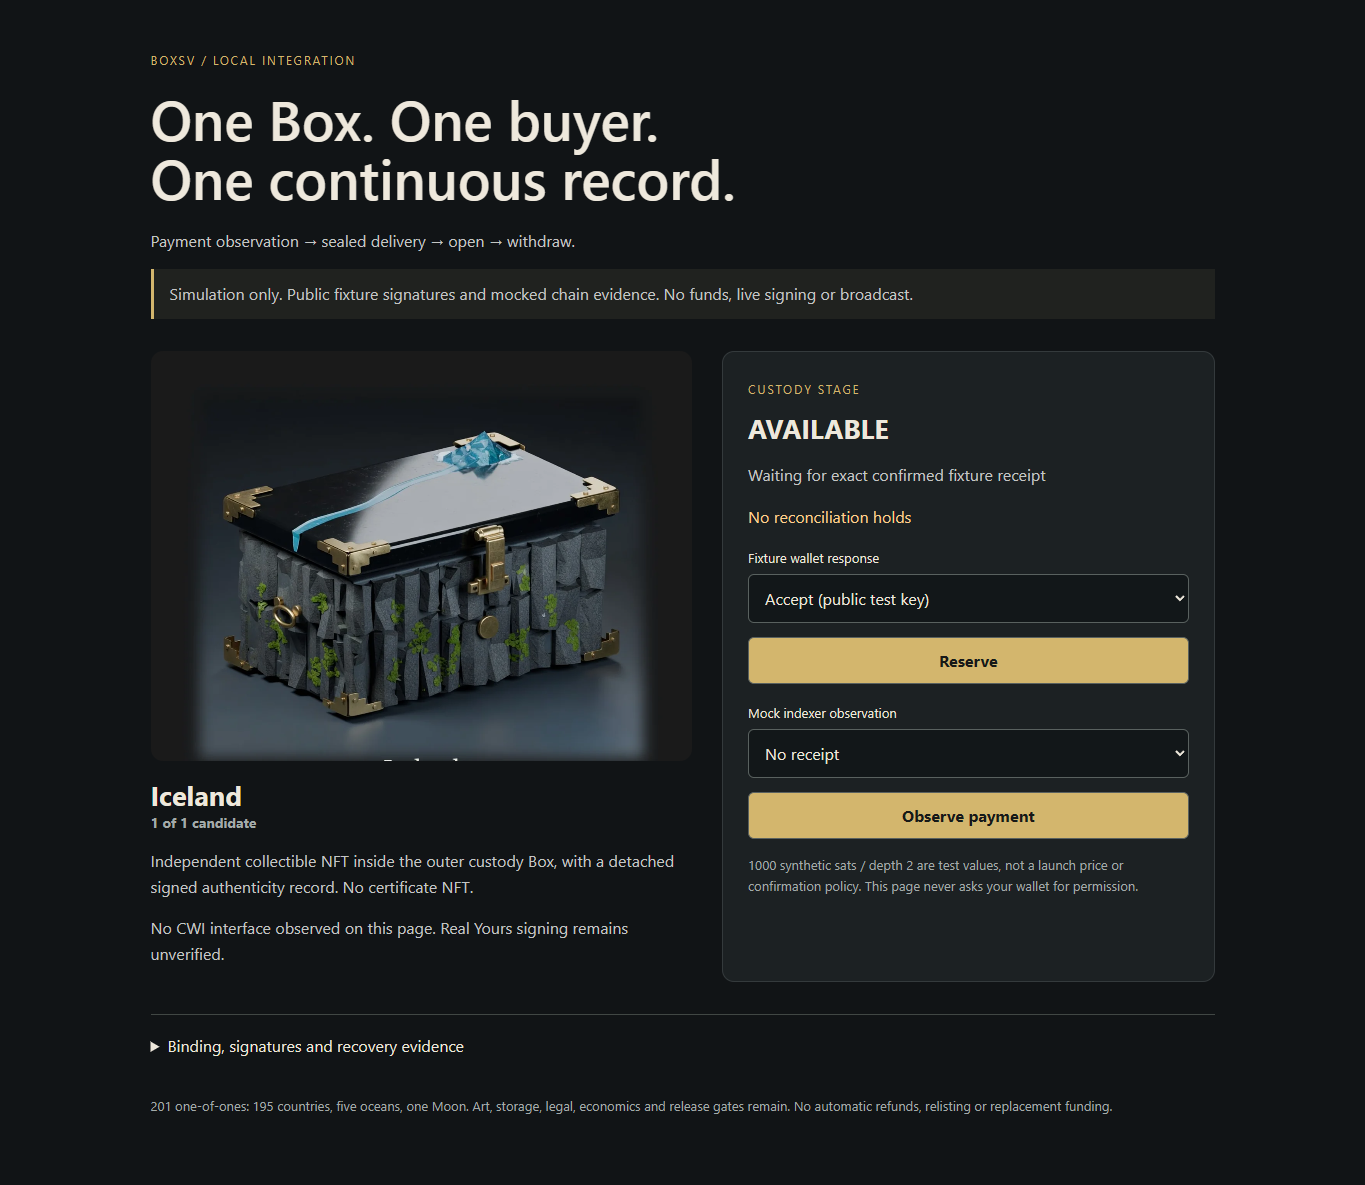 BOXSV / LOCAL INTEGRATION
One Box. One buyer.
One continuous record.
Payment observation → sealed delivery → open → withdraw.
Simulation only. Public fixture signatures and mocked chain evidence. No funds, live signing or broadcast.
Iceland
1 of 1 candidate
Independent collectible NFT inside the outer custody Box, with a detached
signed authenticity record. No certificate NFT.
No CWI interface observed on this page. Real Yours signing remains
unverified.
CUSTODY STAGE
AVAILABLE
Waiting for exact confirmed fixture receipt
No reconciliation holds
Fixture wallet response
Accept (public test key)
Reserve
Mock indexer observation
No receipt
Observe payment
1000 synthetic sats / depth 2 are test values, not a launch price or
confirmation policy. This page never asks your wallet for permission.
Binding, signatures and recovery evidence
201 one-of-ones: 195 countries, five oceans, one Moon. Art, storage, legal, economics and release gates remain. No automatic refunds, relisting or replacement funding.